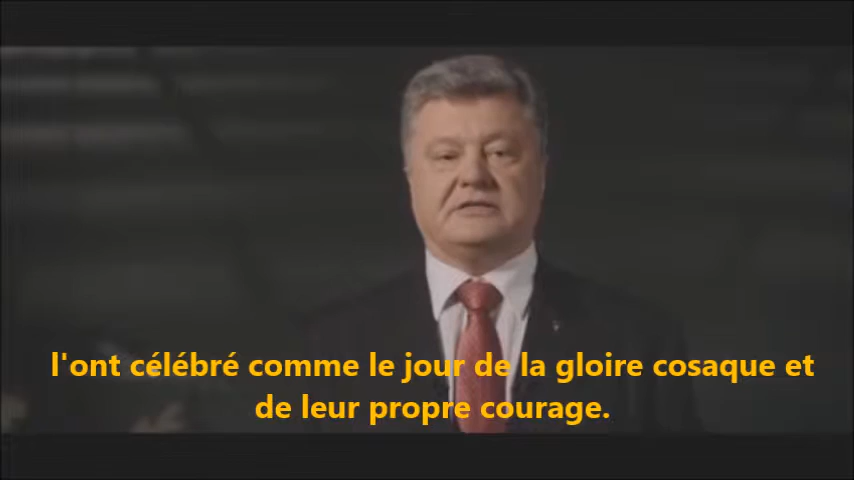 l'ont célébré comme le jour de la gloire cosaque et
de leur propre courage.